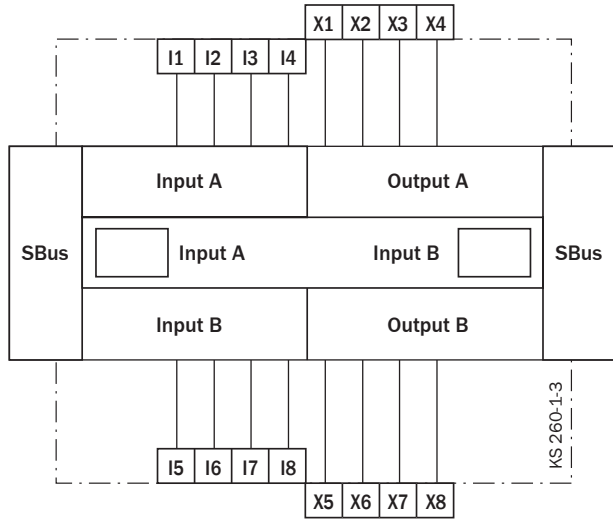 X1 X2 X3 X4
I1 I2 I3 I4
Input A Output A
SBus Input A Input B SBus
Input B Output B
KS 260-1-3
I5 I6 I7 I8
X5 X6 X7 X8